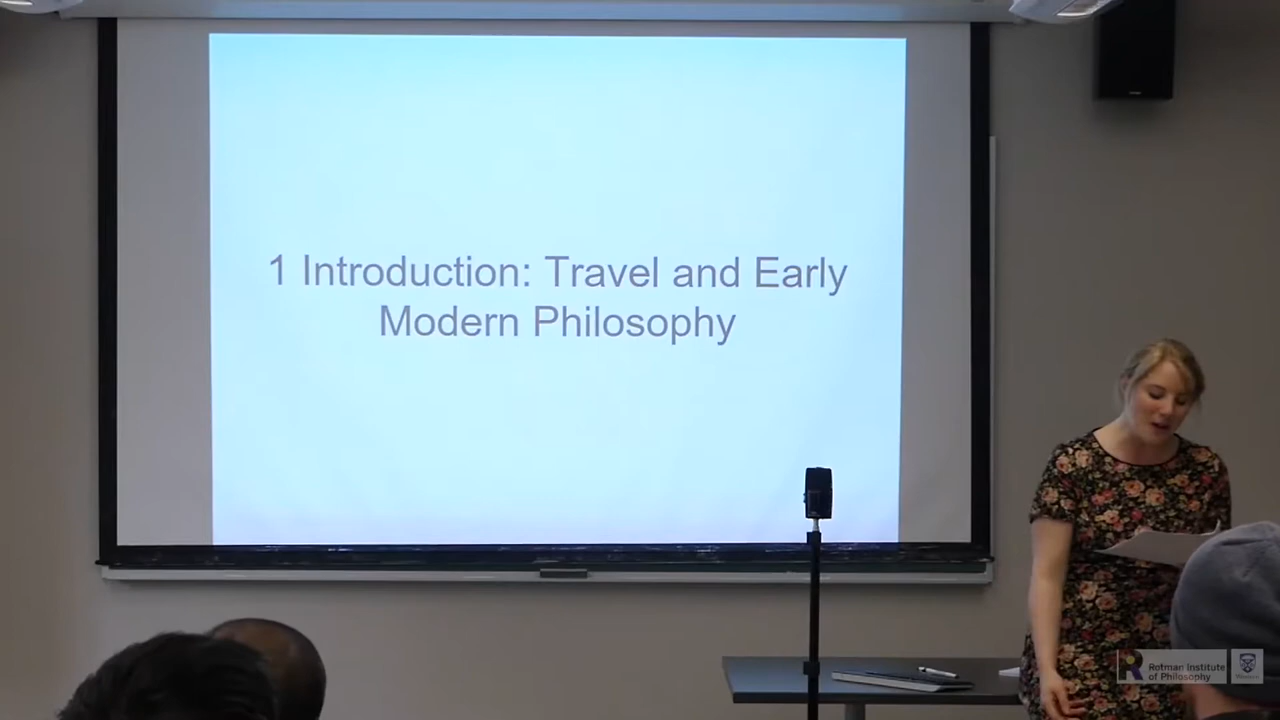 1 Introduction: Travel and Early
Modern Philosophy
Rotman Institute
of Philosophy